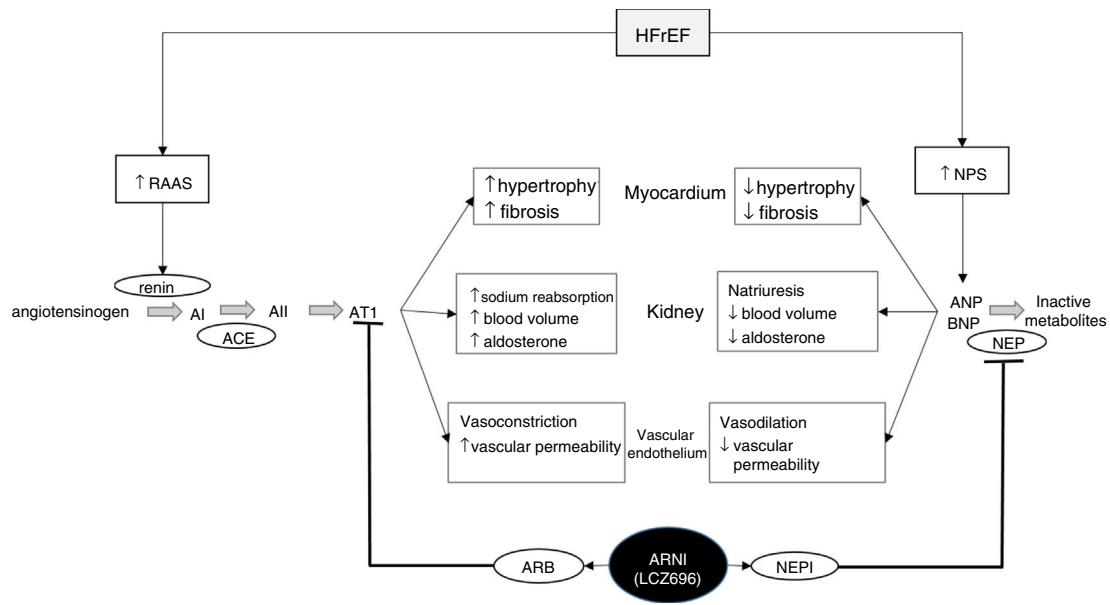 HFrEF
↑ RAAS
↑ NPS
↑ hypertrophy
↑ fibrosis
Myocardium
↓ hypertrophy
↓ fibrosis
renin
angiotensinogen
AI
AII
AT1
ACE
↑ sodium reabsorption
↑ blood volume
↑ aldosterone
Kidney
Natriuresis
↓ blood volume
↓ aldosterone
ANP
BNP
Inactive
metabolites
NEP
Vasoconstriction
↑ vascular permeability
Vascular
endothelium
Vasodilation
↓ vascular
permeability
ARB
ARNI
(LCZ696)
NEPI